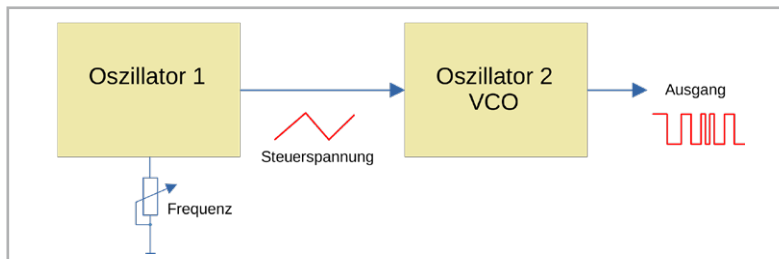 Oszillator 1
Oszillator 2
VCO
Ausgang
Steuerspannung
Frequenz